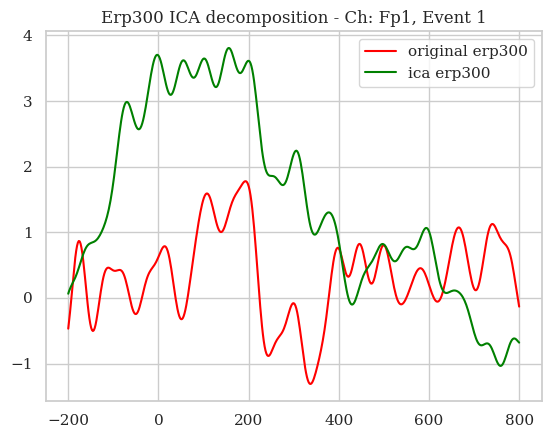 Erp300 ICA decomposition - Ch: Fp1, Event 1
original erp300
ica erp300
4
3
2
1
0
−1
−200 0 200 400 600 800